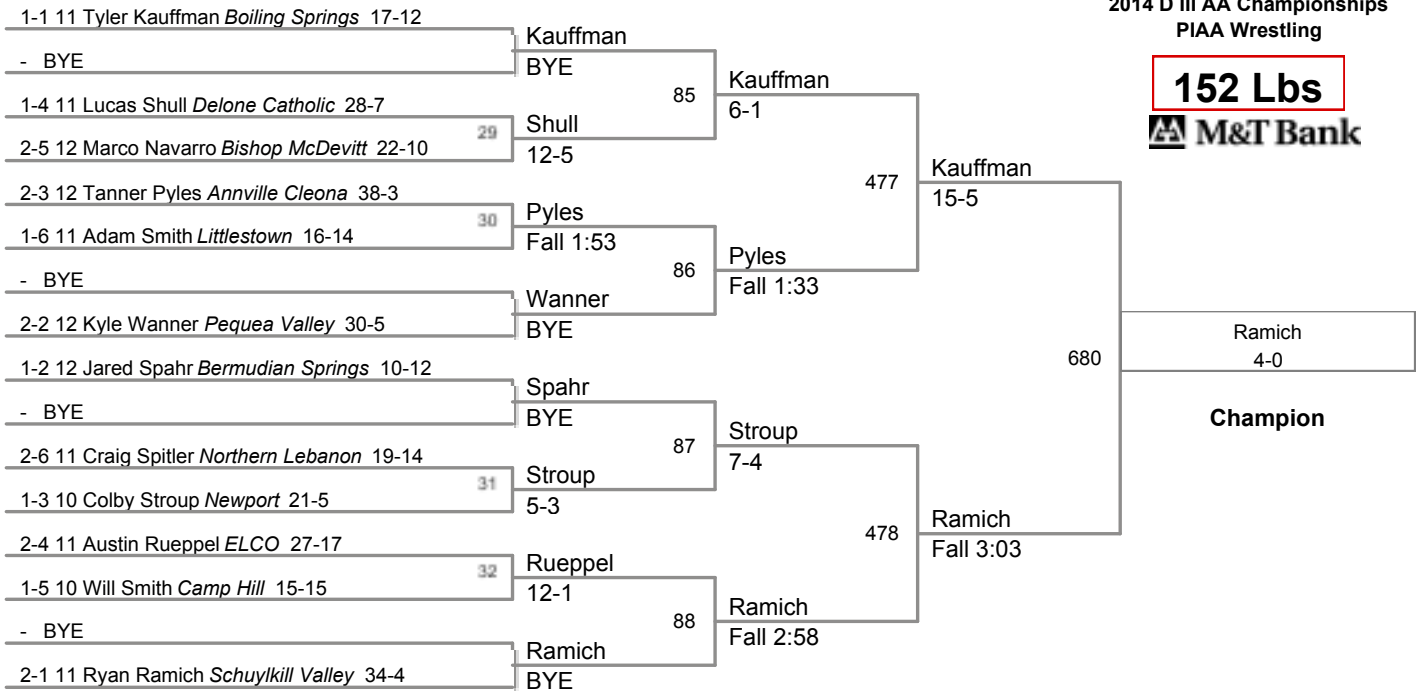 2014 D III AA Championships
PIAA Wrestling
152 Lbs
M&T Bank
1-1 11 Tyler Kauffman Boiling Springs 17-12
- BYE
1-4 11 Lucas Shull Delone Catholic 28-7
2-5 12 Marco Navarro Bishop McDevitt 22-10
2-3 12 Tanner Pyles Annville Cleona 38-3
1-6 11 Adam Smith Littlestown 16-14
- BYE
2-2 12 Kyle Wanner Pequea Valley 30-5
1-2 12 Jared Spahr Bermudian Springs 10-12
- BYE
2-6 11 Craig Spitler Northern Lebanon 19-14
1-3 10 Colby Stroup Newport 21-5
2-4 11 Austin Rueppel ELCO 27-17
1-5 10 Will Smith Camp Hill 15-15
- BYE
2-1 11 Ryan Ramich Schuylkill Valley 34-4
29
30
31
32
Kauffman
BYE
Shull
12-5
Pyles
Fall 1:53
Wanner
BYE
Spahr
BYE
Stroup
5-3
Rueppel
12-1
Ramich
BYE
85
86
87
88
Kauffman
6-1
Pyles
Fall 1:33
Stroup
7-4
Ramich
Fall 2:58
477
478
Kauffman
15-5
Ramich
Fall 3:03
680
Ramich
4-0
Champion